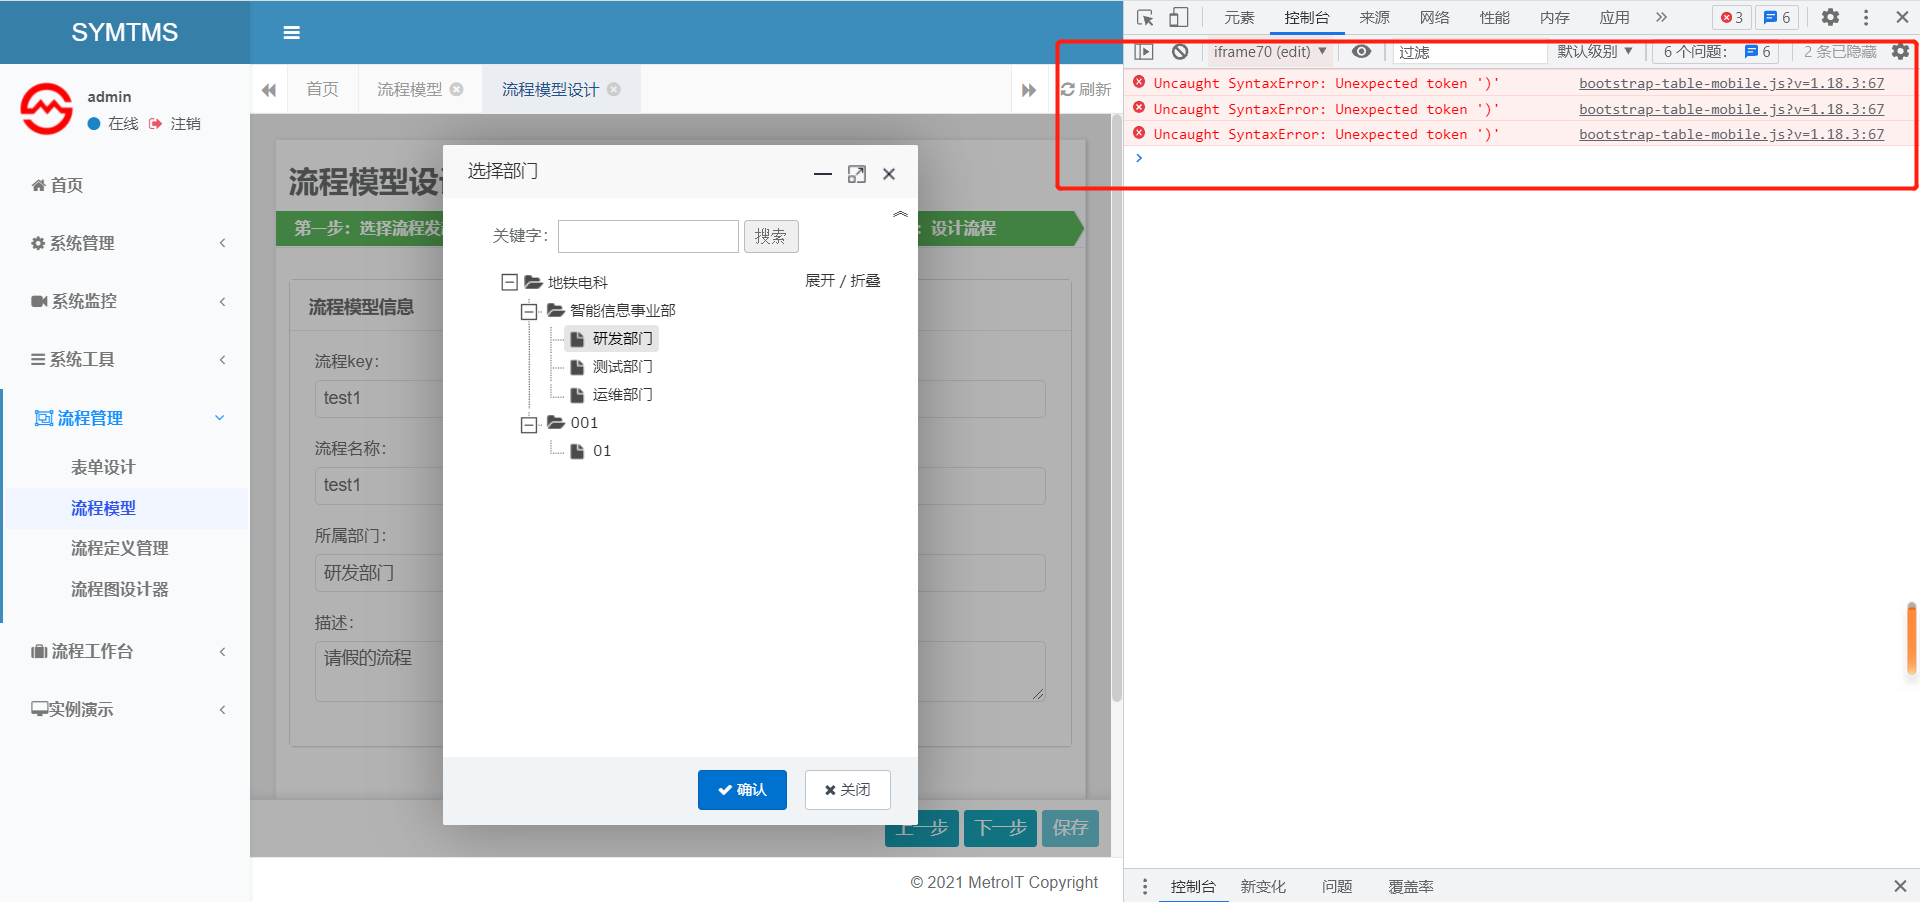 SYMTMS
admin
在线 注销
首页
系统管理
系统监控
系统工具
流程管理
表单设计
流程模型
流程定义管理
流程图设计器
流程工作台
实例演示
首页 流程模型 流程模型设计 刷新
流程模型设
第一步：选择流程发
：设计流程
流程模型信息
流程key：
test1
流程名称：
test1
所属部门：
研发部门
描述：
请假的流程
选择部门
关键字： 搜索
展开 / 折叠
地铁电科
智能信息事业部
研发部门
测试部门
运维部门
001
01
确认 关闭
上一步 下一步 保存
© 2021 MetroIT Copyright
元素 控制台 来源 网络 性能 内存 应用 » 3 6
iframe70 (edit) ▼ 过滤 默认级别 ▼ 6 个问题： 6 2 条已隐藏
Uncaught SyntaxError: Unexpected token ')' bootstrap-table-mobile.js?v=1.18.3:67
Uncaught SyntaxError: Unexpected token ')' bootstrap-table-mobile.js?v=1.18.3:67
Uncaught SyntaxError: Unexpected token ')' bootstrap-table-mobile.js?v=1.18.3:67
控制台 新变化 问题 覆盖率